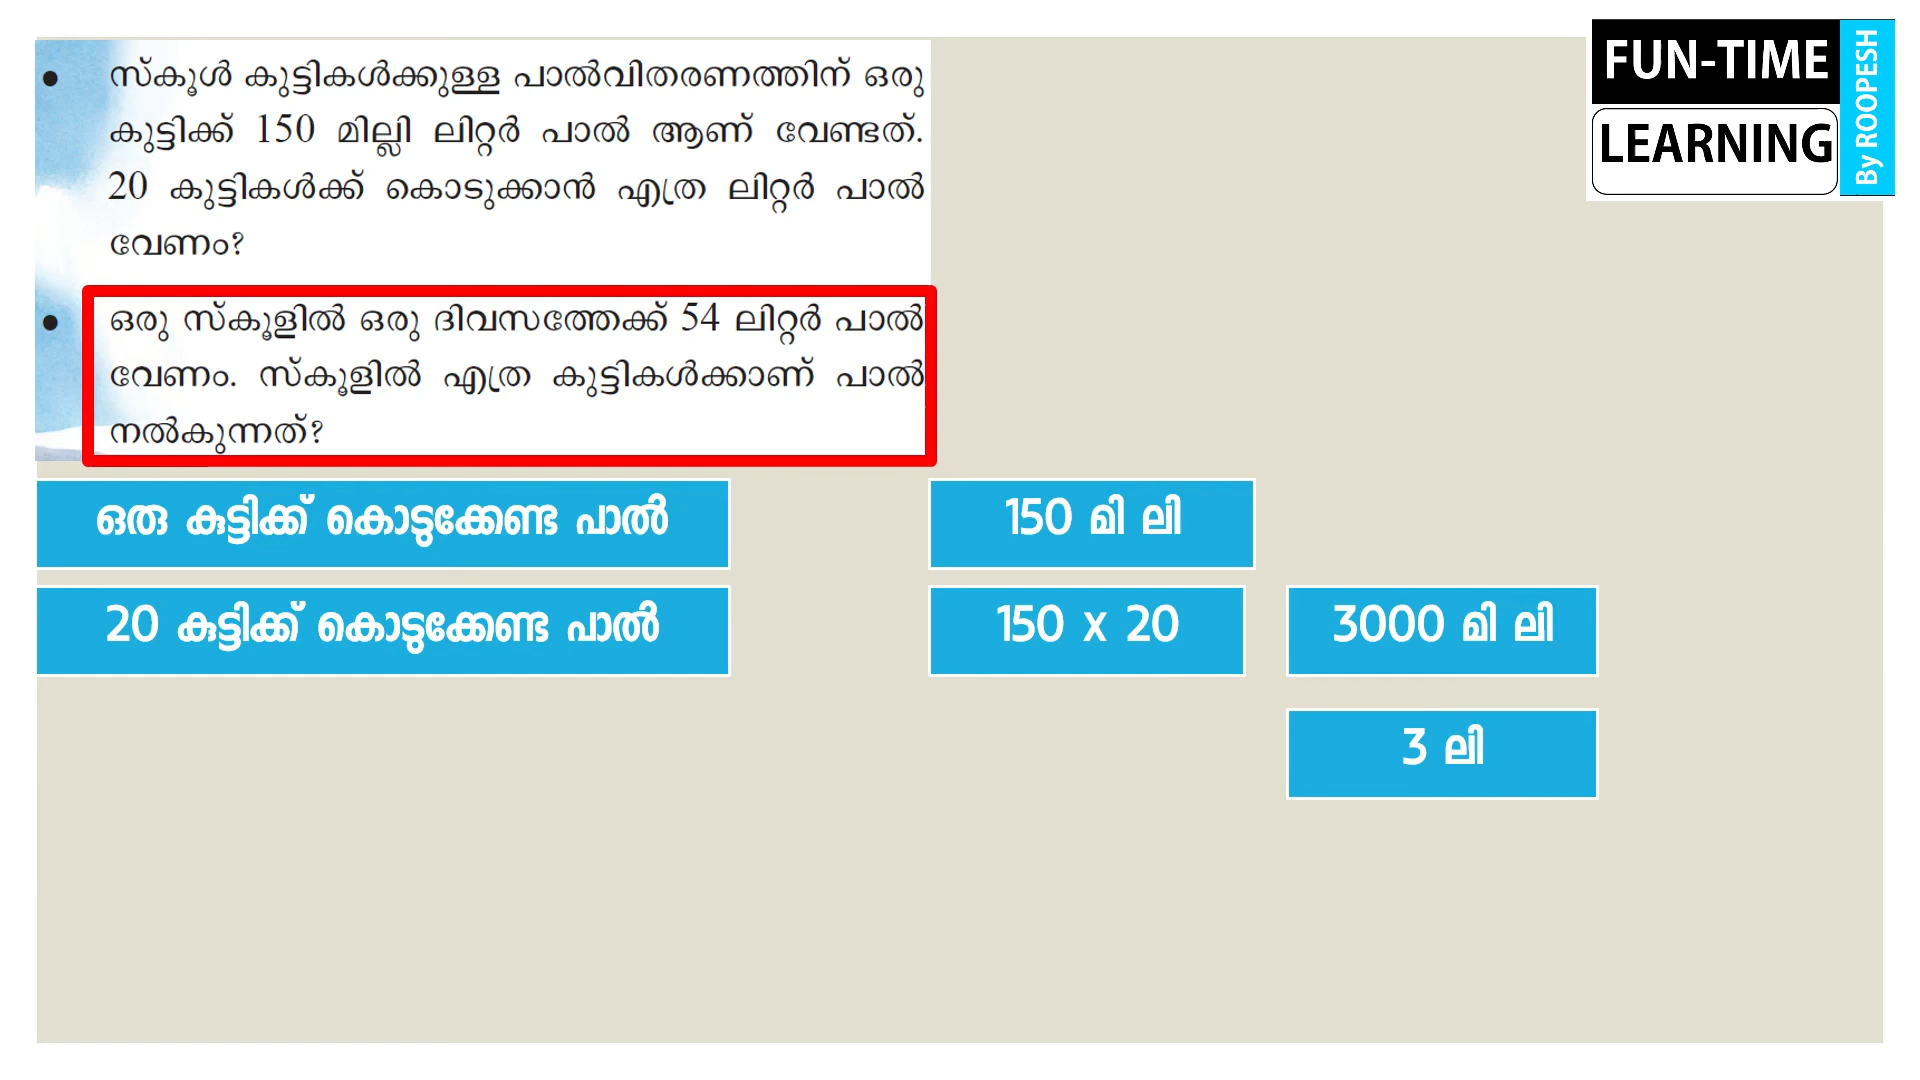 FUN-TIME
LEARNING
By ROOPESH
● സ്കൂൾ കുട്ടികൾക്കുള്ള പാൽവിതരണത്തിന് ഒരു
കുട്ടിക്ക് 150 മില്ലി ലിറ്റർ പാൽ ആണ് വേണ്ടത്.
20 കുട്ടികൾക്ക് കൊടുക്കാൻ എത്ര ലിറ്റർ പാൽ
വേണം?
● ഒരു സ്കൂളിൽ ഒരു ദിവസത്തേക്ക് 54 ലിറ്റർ പാൽ
വേണം. സ്കൂളിൽ എത്ര കുട്ടികൾക്കാണ് പാൽ
നൽകുന്നത്?
ഒരു കുട്ടിക്ക് കൊടുക്കേണ്ട പാൽ
150 മി ലി
20 കുട്ടിക്ക് കൊടുക്കേണ്ട പാൽ
150 x 20
3000 മി ലി
3 ലി